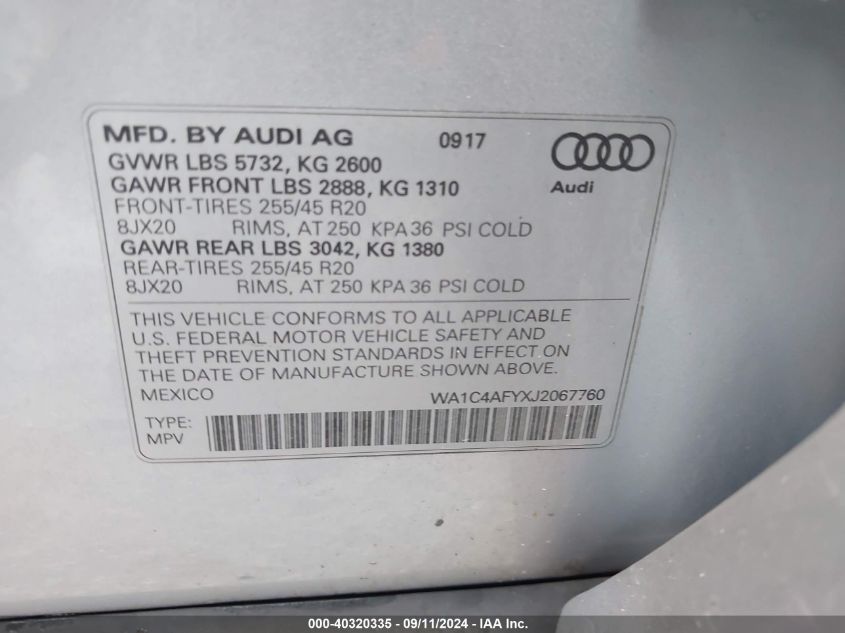 MFD. BY AUDI AG 0917
GVWR LBS 5732, KG 2600
GAWR FRONT LBS 2888, KG 1310
Audi
FRONT-TIRES 255/45 R20
8JX20 RIMS, AT 250 KPA 36 PSI COLD
GAWR REAR LBS 3042, KG 1380
REAR-TIRES 255/45 R20
8JX20 RIMS, AT 250 KPA 36 PSI COLD
THIS VEHICLE CONFORMS TO ALL APPLICABLE
U.S. FEDERAL MOTOR VEHICLE SAFETY AND
THEFT PREVENTION STANDARDS IN EFFECT ON
THE DATE OF MANUFACTURE SHOWN ABOVE.
MEXICO WA1C4AFYXJ2067760
TYPE:
MPV
000-40320335 - 09/11/2024 - IAA Inc.